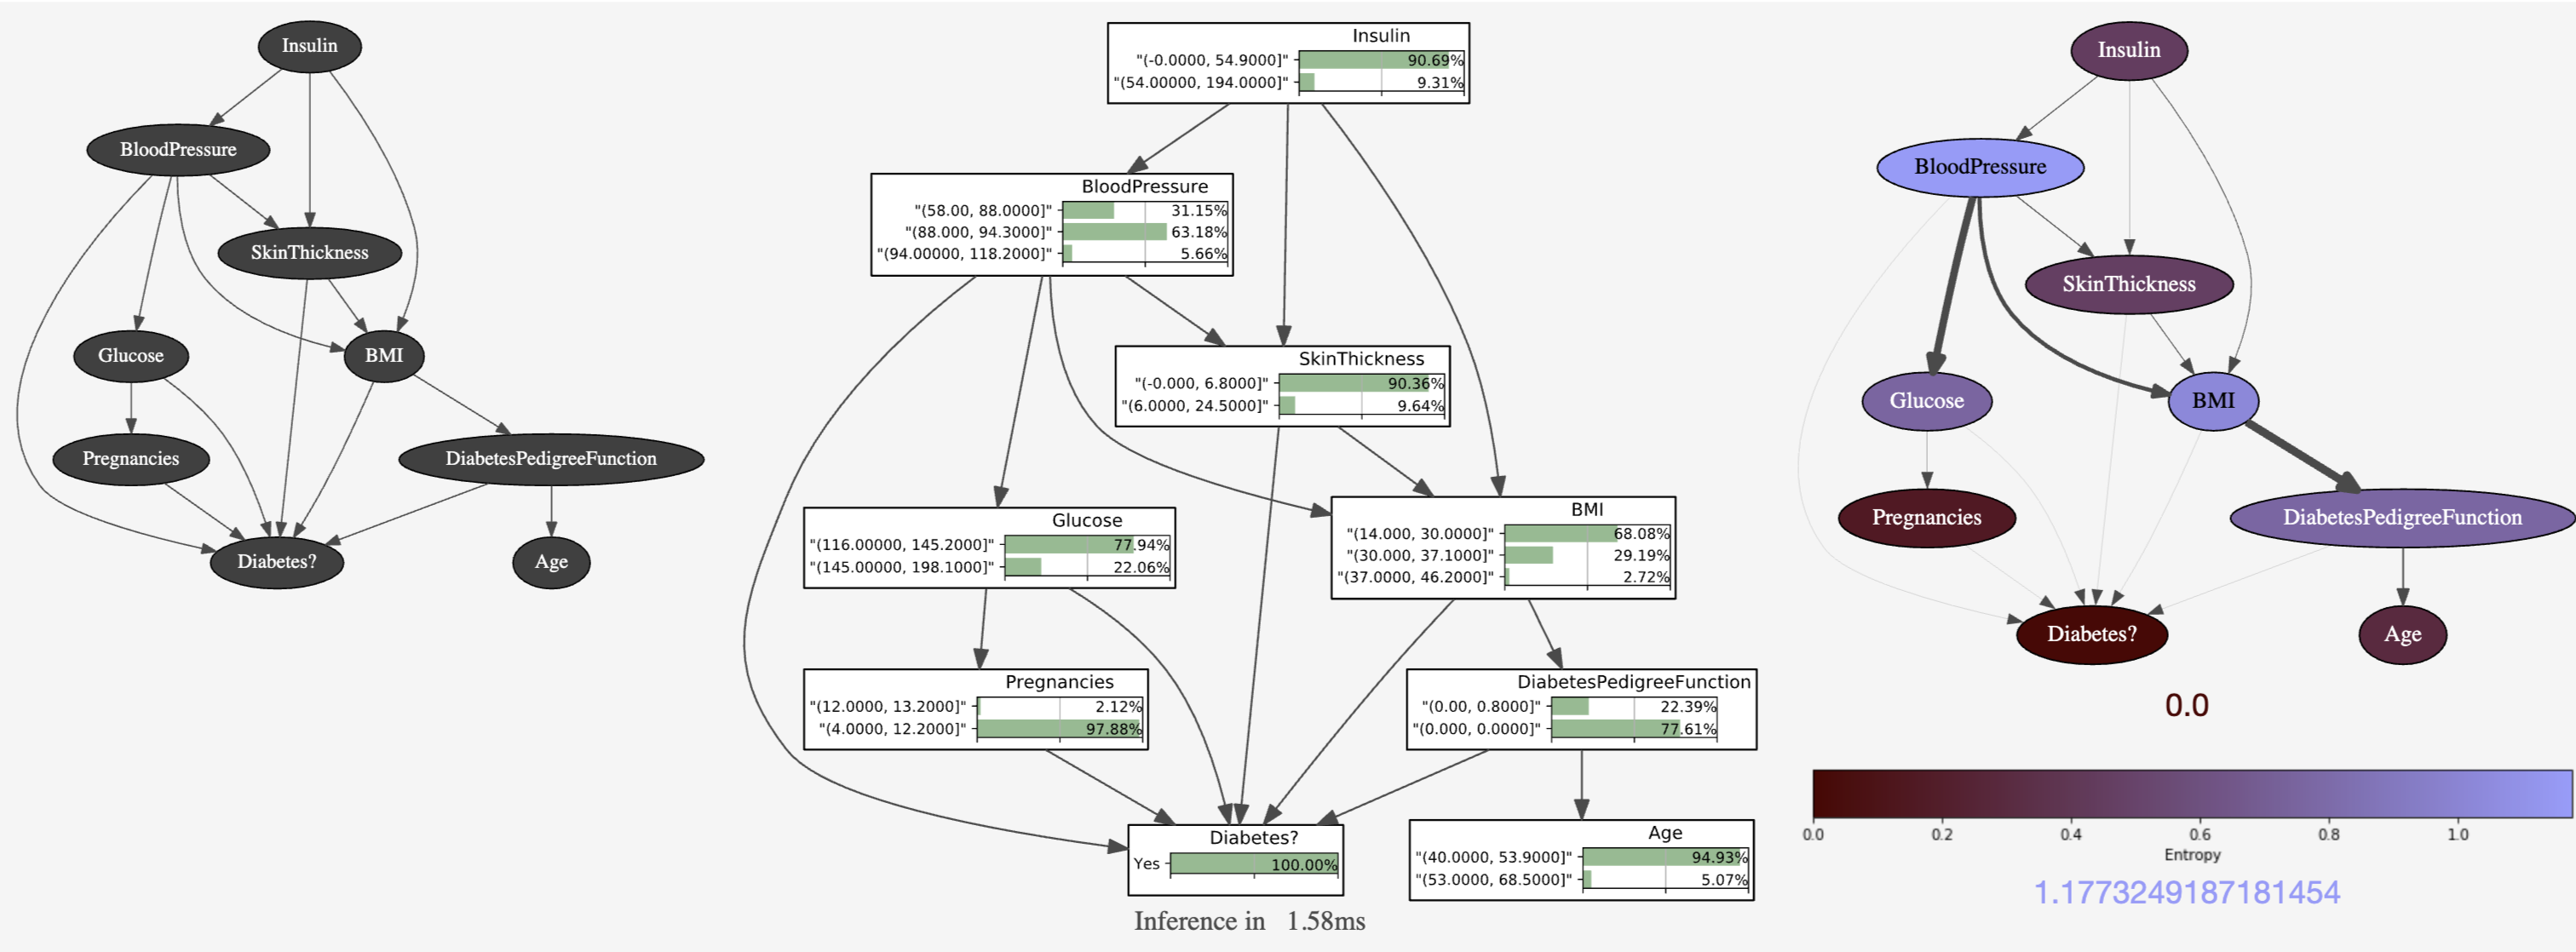 Insulin
BloodPressure
SkinThickness
Glucose
BMI
Pregnancies
DiabetesPedigreeFunction
Diabetes?
Age
Insulin
"(-0.0000, 54.9000]" 90.69%
"(54.00000, 194.0000]" 9.31%
BloodPressure
"(58.00, 88.0000]" 31.15%
"(88.000, 94.3000]" 63.18%
"(94.00000, 118.2000]" 5.66%
SkinThickness
"(-0.000, 6.8000]" 90.36%
"(6.0000, 24.5000]" 9.64%
Glucose
"(116.00000, 145.2000]" 77.94%
"(145.00000, 198.1000]" 22.06%
BMI
"(14.000, 30.0000]" 68.08%
"(30.000, 37.1000]" 29.19%
"(37.0000, 46.2000]" 2.72%
Pregnancies
"(12.0000, 13.2000]" 2.12%
"(4.0000, 12.2000]" 97.88%
DiabetesPedigreeFunction
"(0.00, 0.8000]" 22.39%
"(0.000, 0.0000]" 77.61%
Diabetes?
Yes 100.00%
Age
"(40.0000, 53.9000]" 94.93%
"(53.0000, 68.5000]" 5.07%
Inference in 1.58ms
Insulin
BloodPressure
SkinThickness
Glucose
BMI
Pregnancies
DiabetesPedigreeFunction
Diabetes?
Age
0.0
0.0 0.2 0.4 0.6 0.8 1.0
Entropy
1.1773249187181454